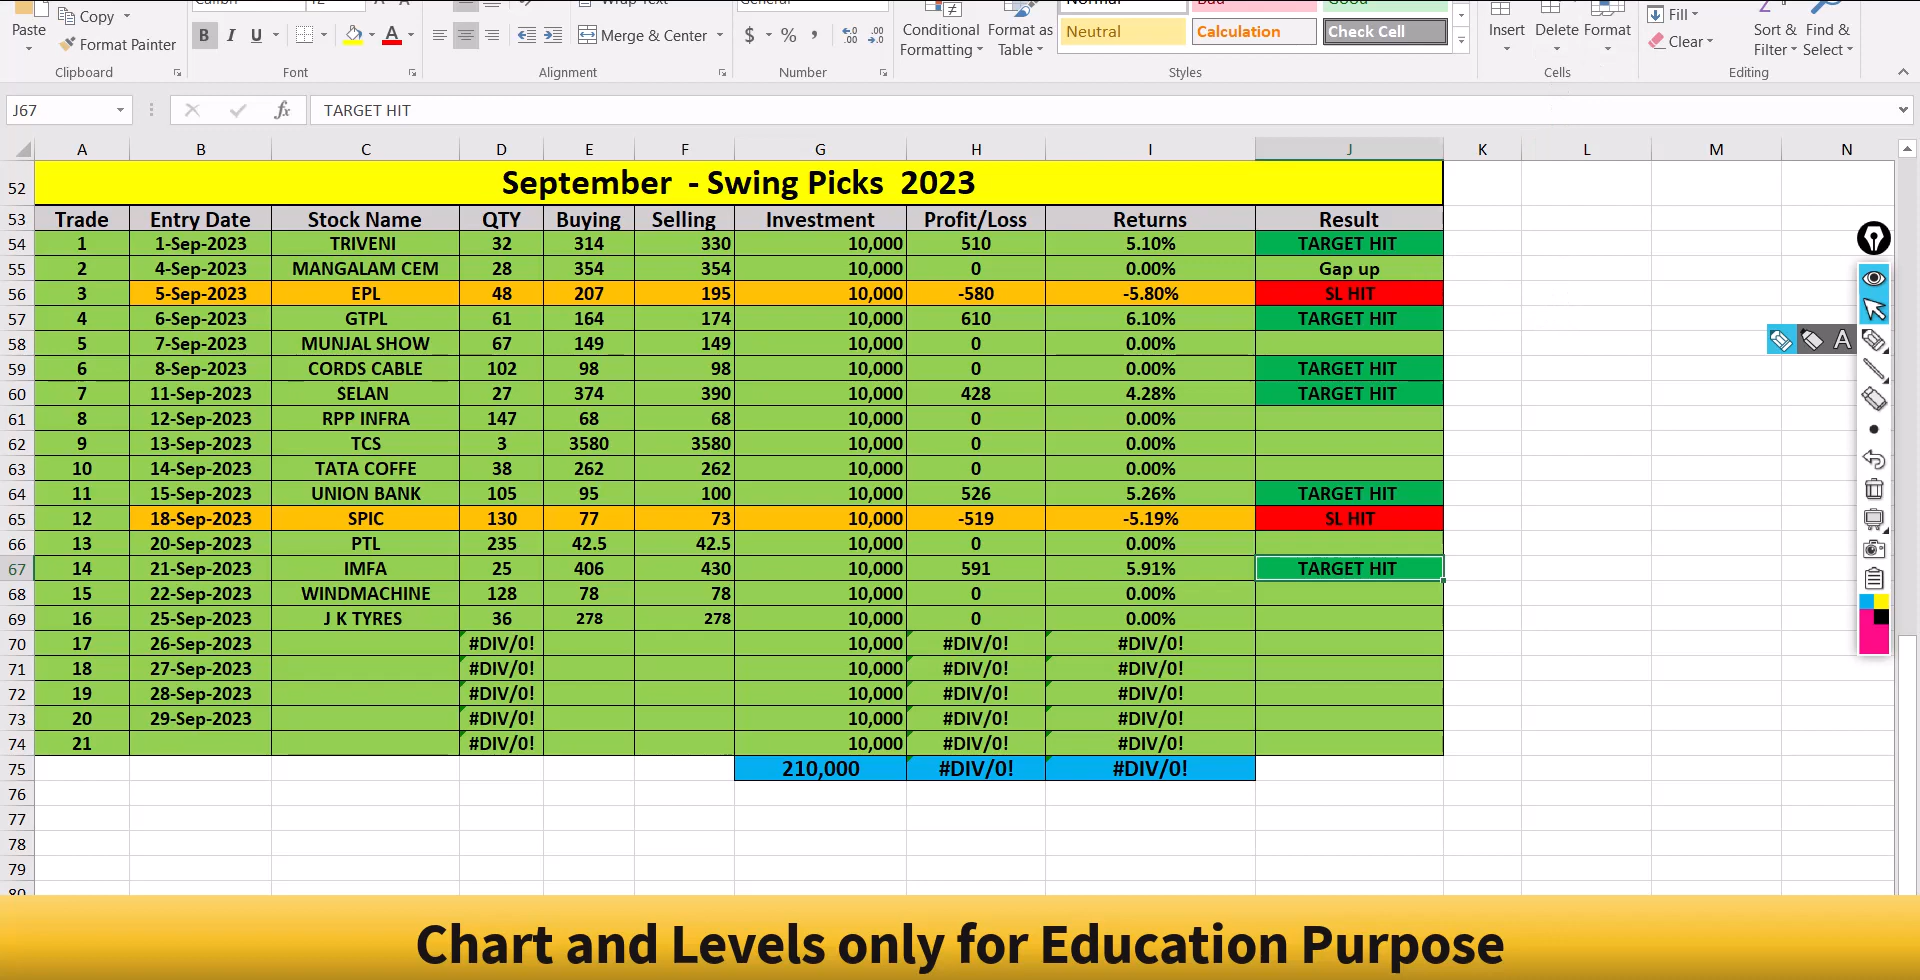 Calibri 12 Wrap Text General Normal Bad Good
Paste Copy Format Painter
B I U A Merge & Center $ % , Conditional Formatting Format as Table Neutral Calculation Check Cell Insert Delete Format Fill Clear Sort & Filter Find & Select
Clipboard Font Alignment Number Styles Cells Editing
J67 fx TARGET HIT
A B C D E F G H I J K L M N
52 September - Swing Picks 2023
53 Trade Entry Date Stock Name QTY Buying Selling Investment Profit/Loss Returns Result
54 1 1-Sep-2023 TRIVENI 32 314 330 10,000 510 5.10% TARGET HIT
55 2 4-Sep-2023 MANGALAM CEM 28 354 354 10,000 0 0.00% Gap up
56 3 5-Sep-2023 EPL 48 207 195 10,000 -580 -5.80% SL HIT
57 4 6-Sep-2023 GTPL 61 164 174 10,000 610 6.10% TARGET HIT
58 5 7-Sep-2023 MUNJAL SHOW 67 149 149 10,000 0 0.00%
59 6 8-Sep-2023 CORDS CABLE 102 98 98 10,000 0 0.00% TARGET HIT
60 7 11-Sep-2023 SELAN 27 374 390 10,000 428 4.28% TARGET HIT
61 8 12-Sep-2023 RPP INFRA 147 68 68 10,000 0 0.00%
62 9 13-Sep-2023 TCS 3 3580 3580 10,000 0 0.00%
63 10 14-Sep-2023 TATA COFFE 38 262 262 10,000 0 0.00%
64 11 15-Sep-2023 UNION BANK 105 95 100 10,000 526 5.26% TARGET HIT
65 12 18-Sep-2023 SPIC 130 77 73 10,000 -519 -5.19% SL HIT
66 13 20-Sep-2023 PTL 235 42.5 42.5 10,000 0 0.00%
67 14 21-Sep-2023 IMFA 25 406 430 10,000 591 5.91% TARGET HIT
68 15 22-Sep-2023 WINDMACHINE 128 78 78 10,000 0 0.00%
69 16 25-Sep-2023 J K TYRES 36 278 278 10,000 0 0.00%
70 17 26-Sep-2023 #DIV/0! 10,000 #DIV/0! #DIV/0!
71 18 27-Sep-2023 #DIV/0! 10,000 #DIV/0! #DIV/0!
72 19 28-Sep-2023 #DIV/0! 10,000 #DIV/0! #DIV/0!
73 20 29-Sep-2023 #DIV/0! 10,000 #DIV/0! #DIV/0!
74 21 #DIV/0! 10,000 #DIV/0! #DIV/0!
75 210,000 #DIV/0! #DIV/0!
76
77
78
79
80
A
Chart and Levels only for Education Purpose